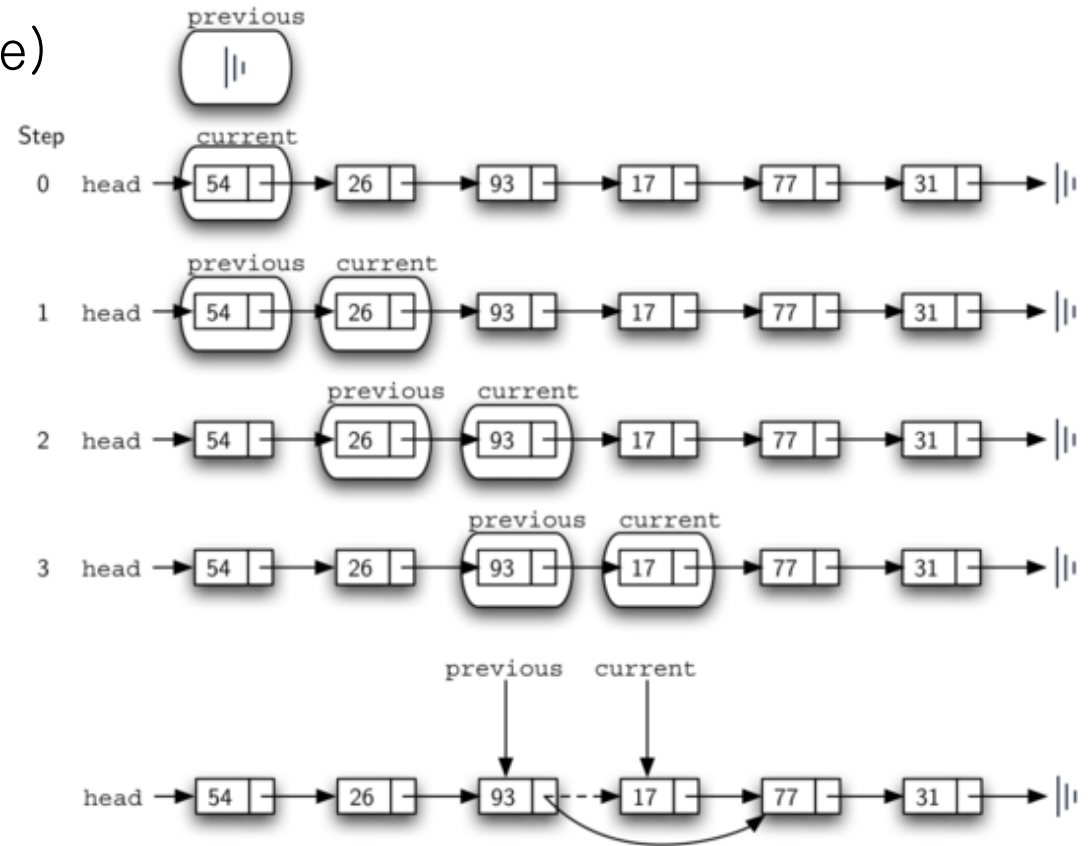 e)
previous
Step
current
0 head 54 26 93 17 77 31
previous current
1 head 54 26 93 17 77 31
previous current
2 head 54 26 93 17 77 31
previous current
3 head 54 26 93 17 77 31
previous current
head 54 26 93 17 77 31